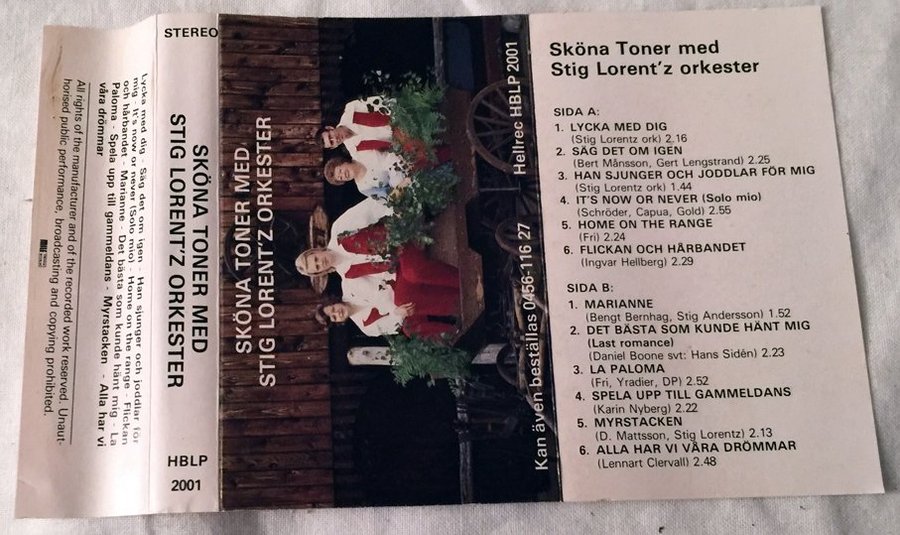 All rights of the manufacturer and of the recorded work reserved. Unaut-
horised public performance, broadcasting and copying prohibited.
Lycka med dig - Säg det om igen - Han sjunger och joddlar för
mig - It's now or never (Solo mio) - Home on the range - Flickan
och hårbandet - Marianne - Det bästa som kunde hänt mig - La
Paloma - Spela upp till gammeldans - Myrstacken - Alla har vi
våra drömmar
STEREO
SKÖNA TONER MED
STIG LORENT'Z ORKESTER
HBLP
2001
SKÖNA TONER MED
STIG LORENT'Z ORKESTER
Kan även beställas 0456-116 27
Hellrec HBLP 2001
Sköna Toner med
Stig Lorent'z orkester
SIDA A:
1. LYCKA MED DIG
(Stig Lorentz ork) 2.16
2. SÄG DET OM IGEN
(Bert Månsson, Gert Lengstrand) 2.25
3. HAN SJUNGER OCH JODDLAR FÖR MIG
(Stig Lorentz ork) 1.44
4. IT'S NOW OR NEVER (Solo mio)
(Schröder, Capua, Gold) 2.55
5. HOME ON THE RANGE
(Fri) 2.24
6. FLICKAN OCH HÅRBANDET
(Ingvar Hellberg) 2.29
SIDA B:
1. MARIANNE
(Bengt Bernhag, Stig Andersson) 1.52
2. DET BÄSTA SOM KUNDE HÄNT MIG
(Last romance)
(Daniel Boone svt: Hans Sidén) 2.23
3. LA PALOMA
(Fri, Yradier, DP) 2.52
4. SPELA UPP TILL GAMMELDANS
(Karin Nyberg) 2.22
5. MYRSTACKEN
(D. Mattsson, Stig Lorentz) 2.13
6. ALLA HAR VI VÅRA DRÖMMAR
(Lennart Clervall) 2.48